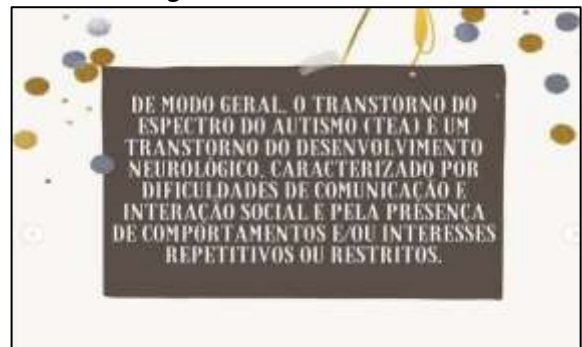 DE MODO GERAL, O TRANSTORNO DO
ESPECTRO DO AUTISMO (TEA) É UM
TRANSTORNO DO DESENVOLVIMENTO
NEUROLÓGICO, CARACTERIZADO POR
DIFICULDADES DE COMUNICAÇÃO E
INTERAÇÃO SOCIAL E PELA PRESENÇA
DE COMPORTAMENTOS E/OU INTERESSES
REPETITIVOS OU RESTRITOS.